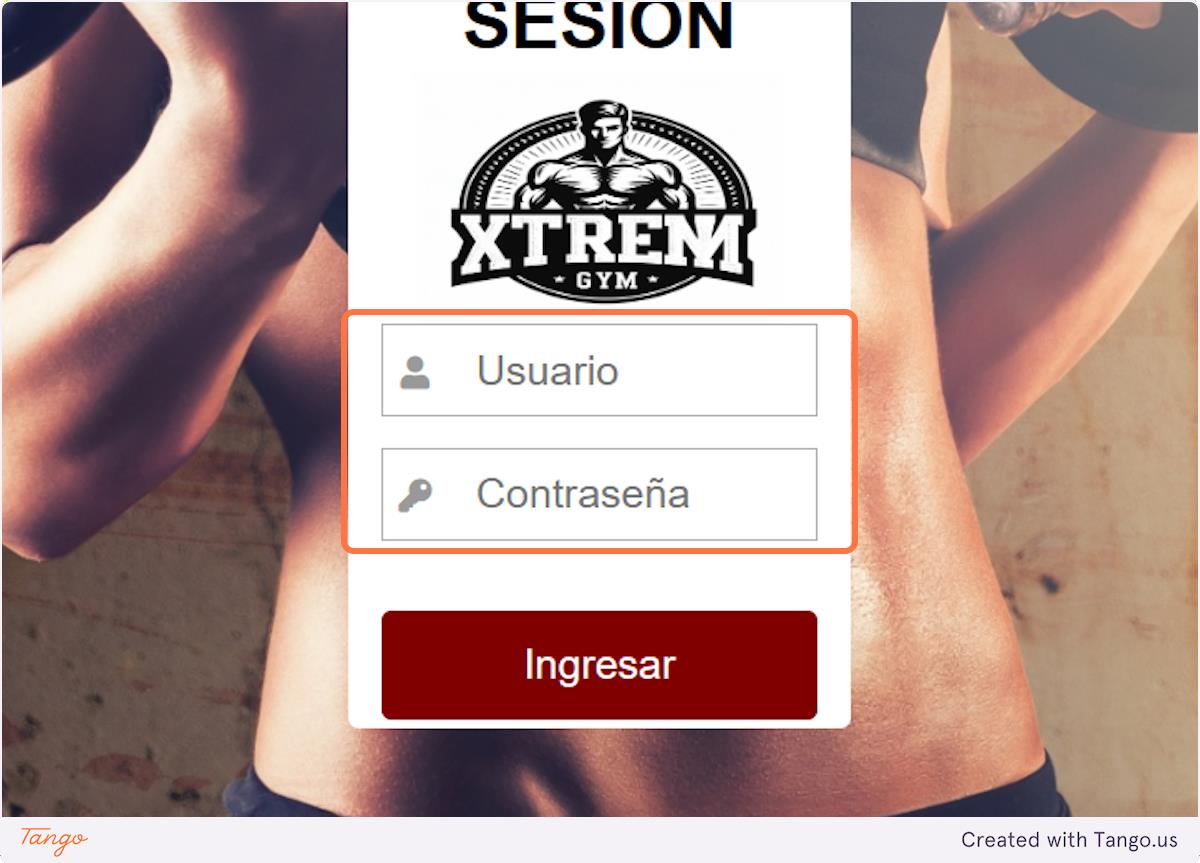 SESION
XTREM
GYM
Usuario
Contraseña
Ingresar
Tango
Created with Tango.us